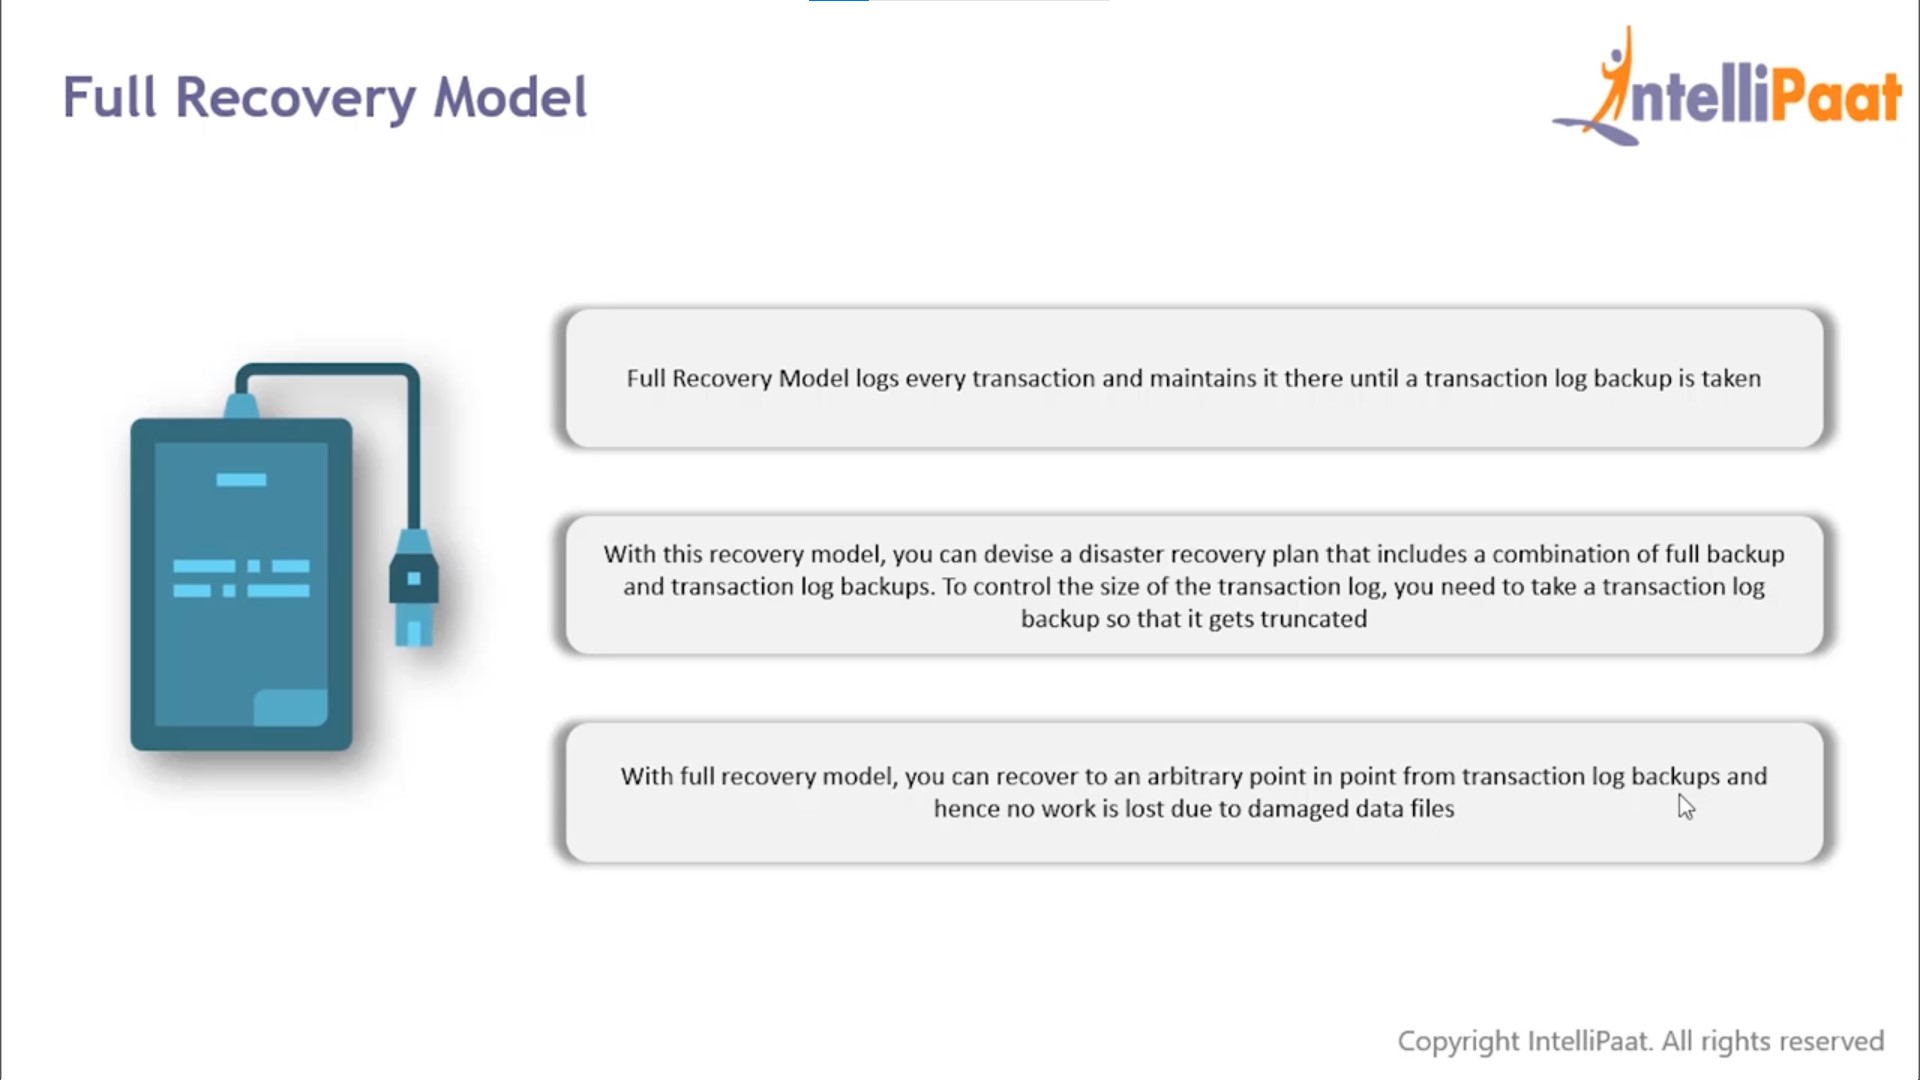 Full Recovery Model
IntelliPaat
Full Recovery Model logs every transaction and maintains it there until a transaction log backup is taken
With this recovery model, you can devise a disaster recovery plan that includes a combination of full backup
and transaction log backups. To control the size of the transaction log, you need to take a transaction log
backup so that it gets truncated
With full recovery model, you can recover to an arbitrary point in point from transaction log backups and
hence no work is lost due to damaged data files
Copyright IntelliPaat. All rights reserved